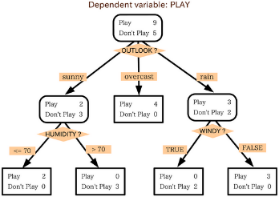 Dependent variable: PLAY
Play 9
Don't Play 5
OUTLOOK ?
sunny overcast rain
Play 2
Don't Play 3
Play 4
Don't Play 0
Play 3
Don't Play 2
HUMIDITY ?
WINDY ?
<= 70 > 70 TRUE FALSE
Play 2
Don't Play 0
Play 0
Don't Play 3
Play 0
Don't Play 2
Play 3
Don't Play 0